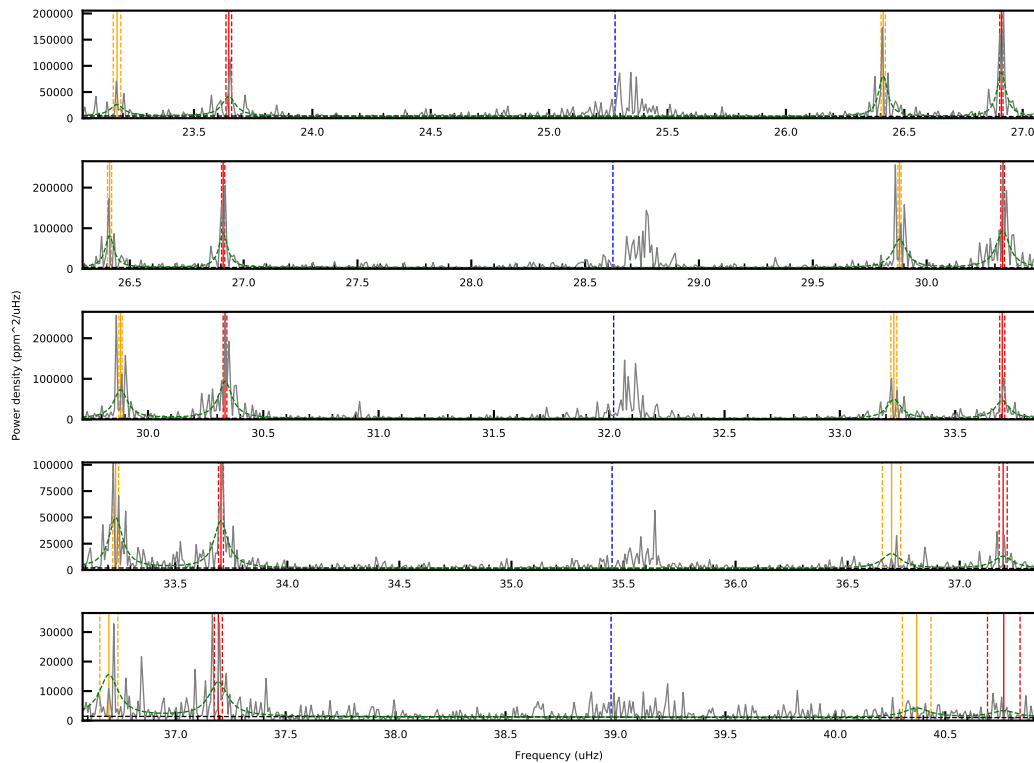 200000
150000
100000
50000
0
23.5 24.0 24.5 25.0 25.5 26.0 26.5 27.0
200000
100000
0
26.5 27.0 27.5 28.0 28.5 29.0 29.5 30.0
Power density (ppm^2/uHz)
200000
100000
0
30.0 30.5 31.0 31.5 32.0 32.5 33.0 33.5
100000
75000
50000
25000
0
33.5 34.0 34.5 35.0 35.5 36.0 36.5 37.0
30000
20000
10000
0
37.0 37.5 38.0 38.5 39.0 39.5 40.0 40.5
Frequency (uHz)